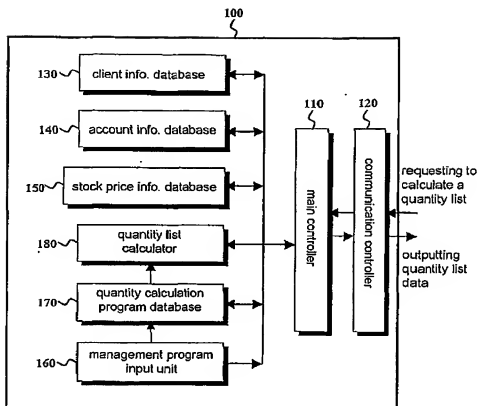 100
130
client info. database
140
account info. database
150
stock price info. database
180
quantity list
calculator
170
quantity calculation
program database
160
management program
input unit
110
main controller
120
communication controller
requesting to
calculate a
quantity list
outputting
quantity list
data